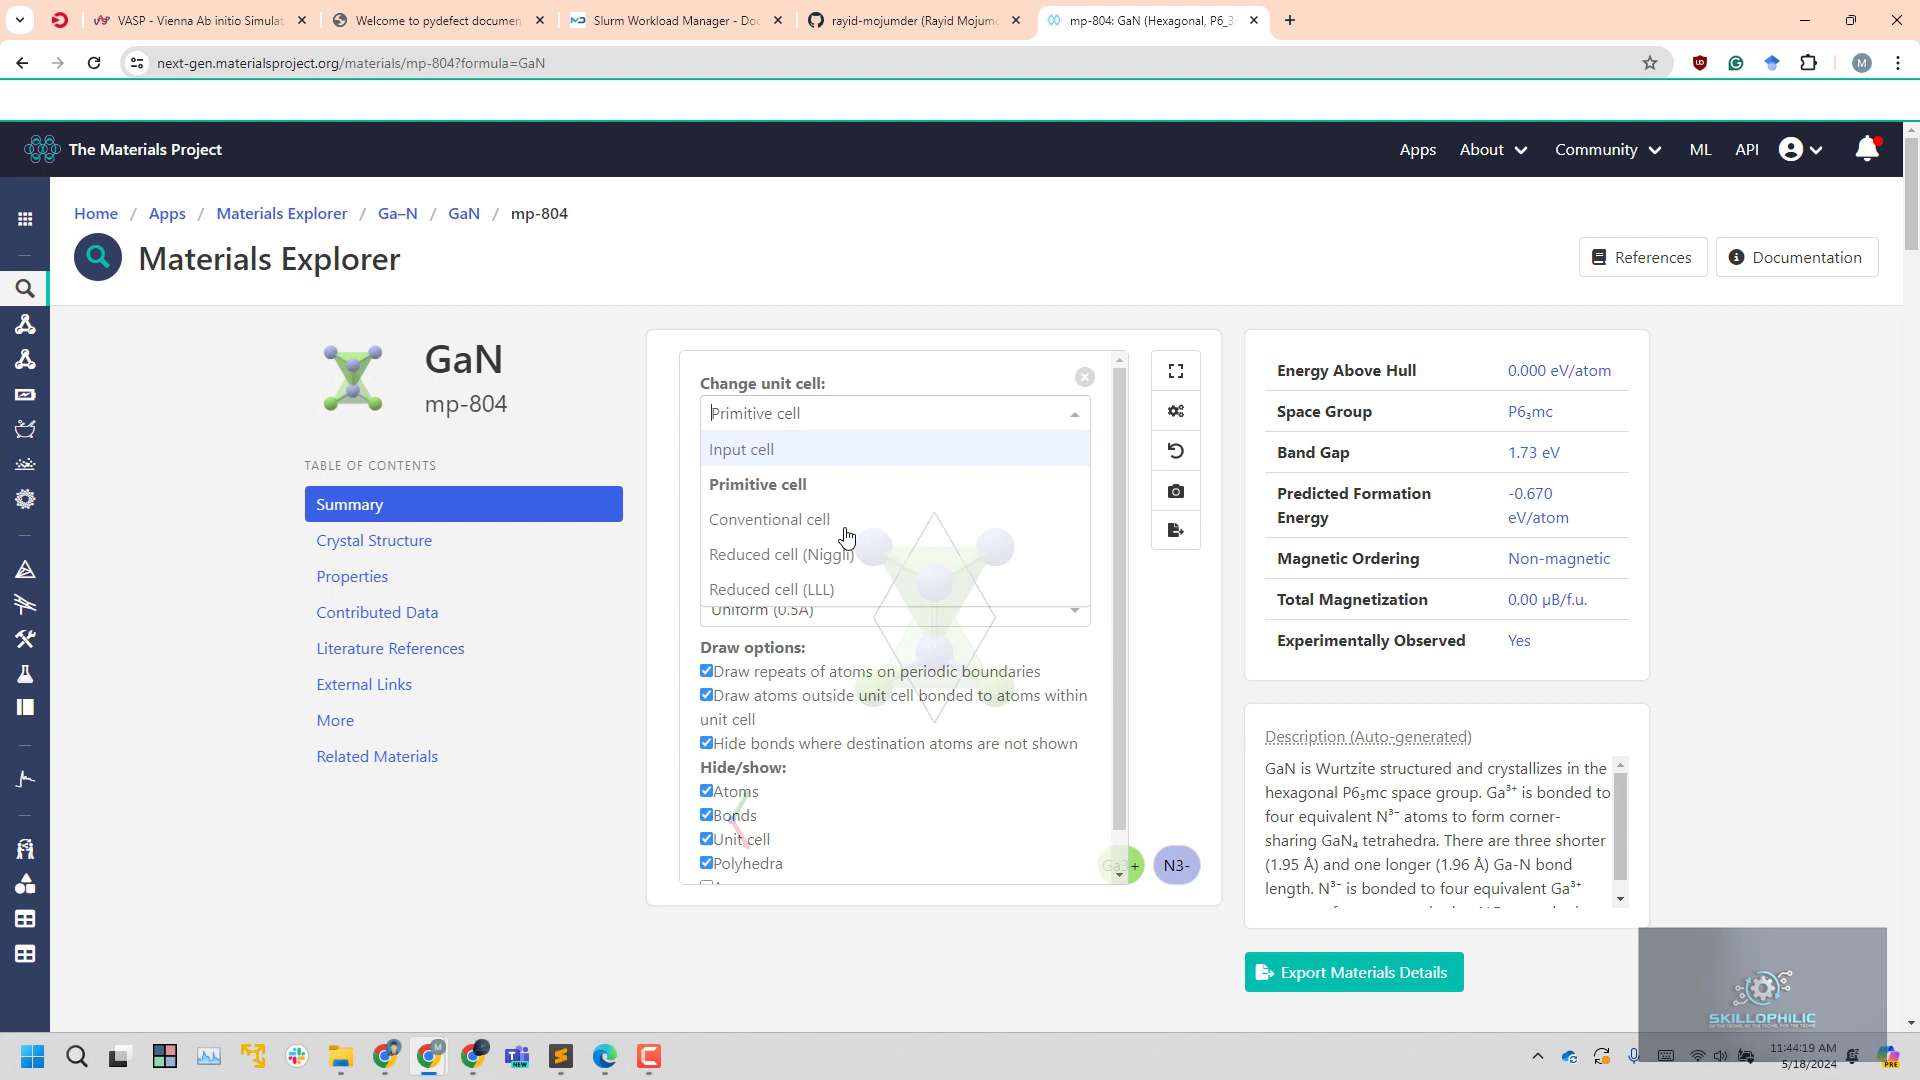 VASP - Vienna Ab initio Simulat
Welcome to pydefect documen
Slurm Workload Manager - Doc
rayid-mojumder (Rayid Mojum
mp-804: GaN (Hexagonal, P6_3
next-gen.materialsproject.org/materials/mp-804?formula=GaN
M
The Materials Project
Apps
About
Community
ML
API
Home / Apps / Materials Explorer / Ga–N / GaN / mp-804
Materials Explorer
References
Documentation
GaN
mp-804
TABLE OF CONTENTS
Summary
Crystal Structure
Properties
Contributed Data
Literature References
External Links
More
Related Materials
Change unit cell:
Primitive cell
Input cell
Primitive cell
Conventional cell
Reduced cell (Niggli)
Reduced cell (LLL)
Uniform (0.5Å)
Draw options:
Draw repeats of atoms on periodic boundaries
Draw atoms outside unit cell bonded to atoms within
unit cell
Hide bonds where destination atoms are not shown
Hide/show:
Atoms
Bonds
Unit cell
Polyhedra
Ga3+
N3-
Energy Above Hull 0.000 eV/atom
Space Group P6₃mc
Band Gap 1.73 eV
Predicted Formation -0.670
Energy eV/atom
Magnetic Ordering Non-magnetic
Total Magnetization 0.00 µB/f.u.
Experimentally Observed Yes
Description (Auto-generated)
GaN is Wurtzite structured and crystallizes in the
hexagonal P6₃mc space group. Ga³⁺ is bonded to
four equivalent N³⁻ atoms to form corner-
sharing GaN₄ tetrahedra. There are three shorter
(1.95 Å) and one longer (1.96 Å) Ga-N bond
length. N³⁻ is bonded to four equivalent Ga³⁺
Export Materials Details
SKILLOPHILIC
11:44:19 AM
5/18/2024